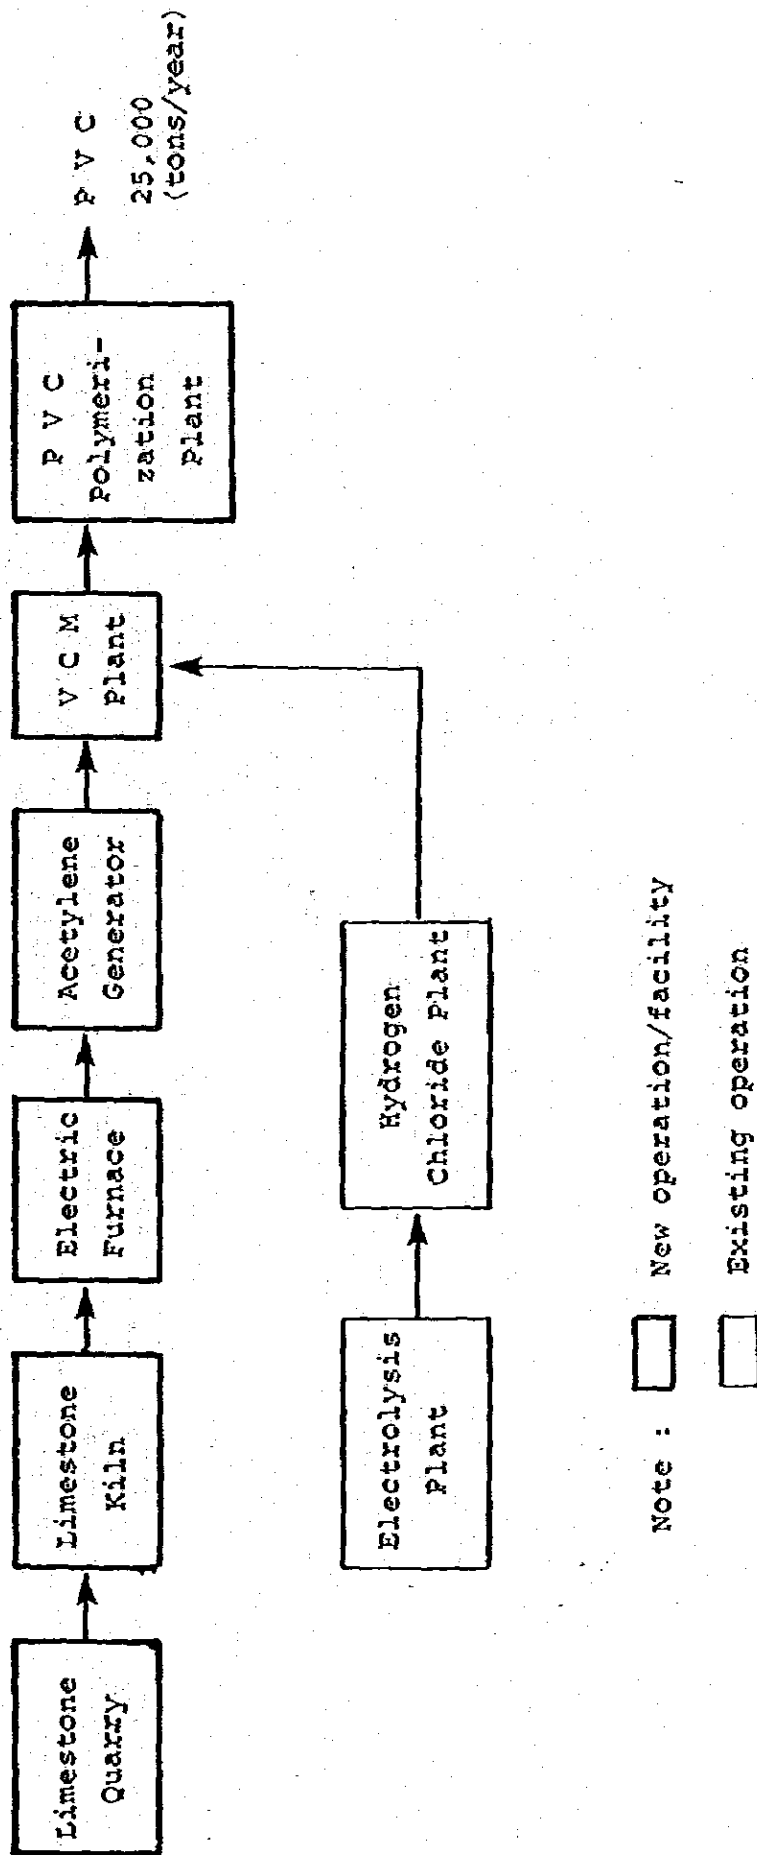 Limestone
Quarry
Limestone
Kiln
Electric
Furnace
Acetylene
Generator
V C M
Plant
P V C
Polymeri-
zation
Plant
P V C
25,000
(tons/year)
Electrolysis
Plant
Hydrogen
Chloride Plant
Note :
New operation/facility
Existing operation